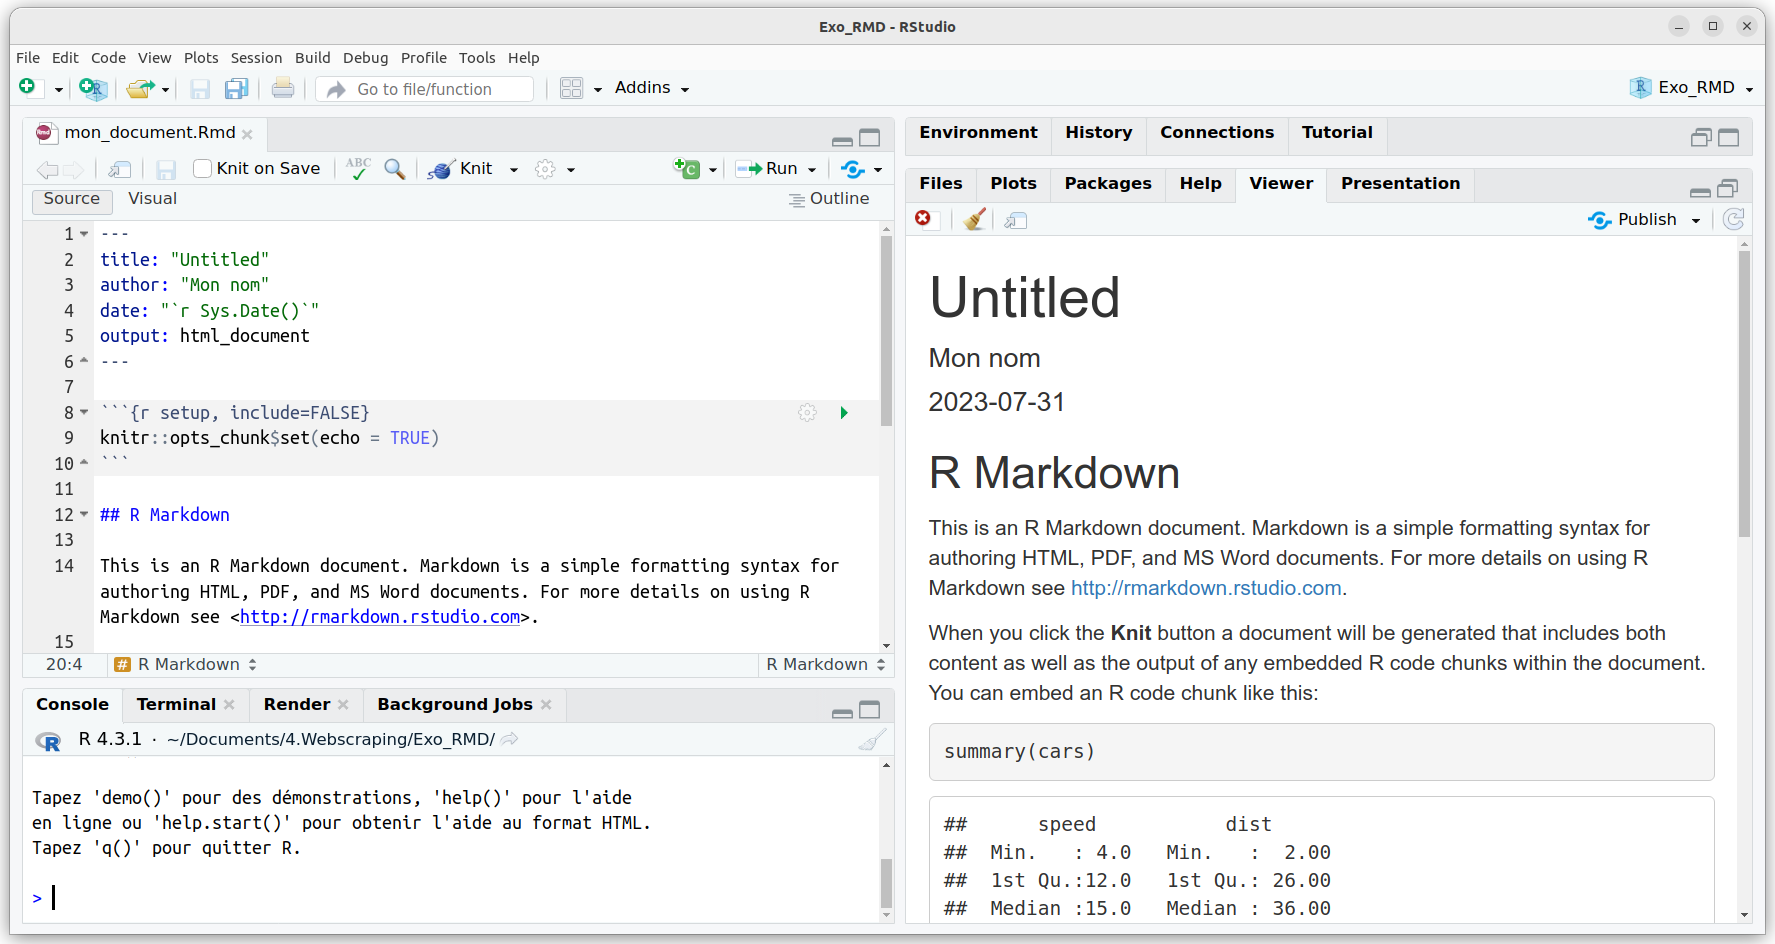 Exo_RMD - RStudio
File Edit Code View Plots Session Build Debug Profile Tools Help
Go to file/function
Addins
Exo_RMD
mon_document.Rmd
Knit on Save
ABC
Knit
Run
Source Visual
Outline
1 ---
2 title: "Untitled"
3 author: "Mon nom"
4 date: "`r Sys.Date()`"
5 output: html_document
6 ---
7
8 ```{r setup, include=FALSE}
9 knitr::opts_chunk$set(echo = TRUE)
10 ```
11
12 ## R Markdown
13
14 This is an R Markdown document. Markdown is a simple formatting syntax for
authoring HTML, PDF, and MS Word documents. For more details on using R
Markdown see <http://rmarkdown.rstudio.com>.
15
20:4 # R Markdown R Markdown
Console Terminal Render Background Jobs
R 4.3.1 · ~/Documents/4.Webscraping/Exo_RMD/
Tapez 'demo()' pour des démonstrations, 'help()' pour l'aide
en ligne ou 'help.start()' pour obtenir l'aide au format HTML.
Tapez 'q()' pour quitter R.
>
Environment History Connections Tutorial
Files Plots Packages Help Viewer Presentation
Publish
Untitled
Mon nom
2023-07-31
R Markdown
This is an R Markdown document. Markdown is a simple formatting syntax for
authoring HTML, PDF, and MS Word documents. For more details on using R
Markdown see http://rmarkdown.rstudio.com.
When you click the Knit button a document will be generated that includes both
content as well as the output of any embedded R code chunks within the document.
You can embed an R code chunk like this:
summary(cars)
##      speed           dist
##  Min.   : 4.0   Min.   :  2.00
##  1st Qu.:12.0   1st Qu.: 26.00
##  Median :15.0   Median : 36.00